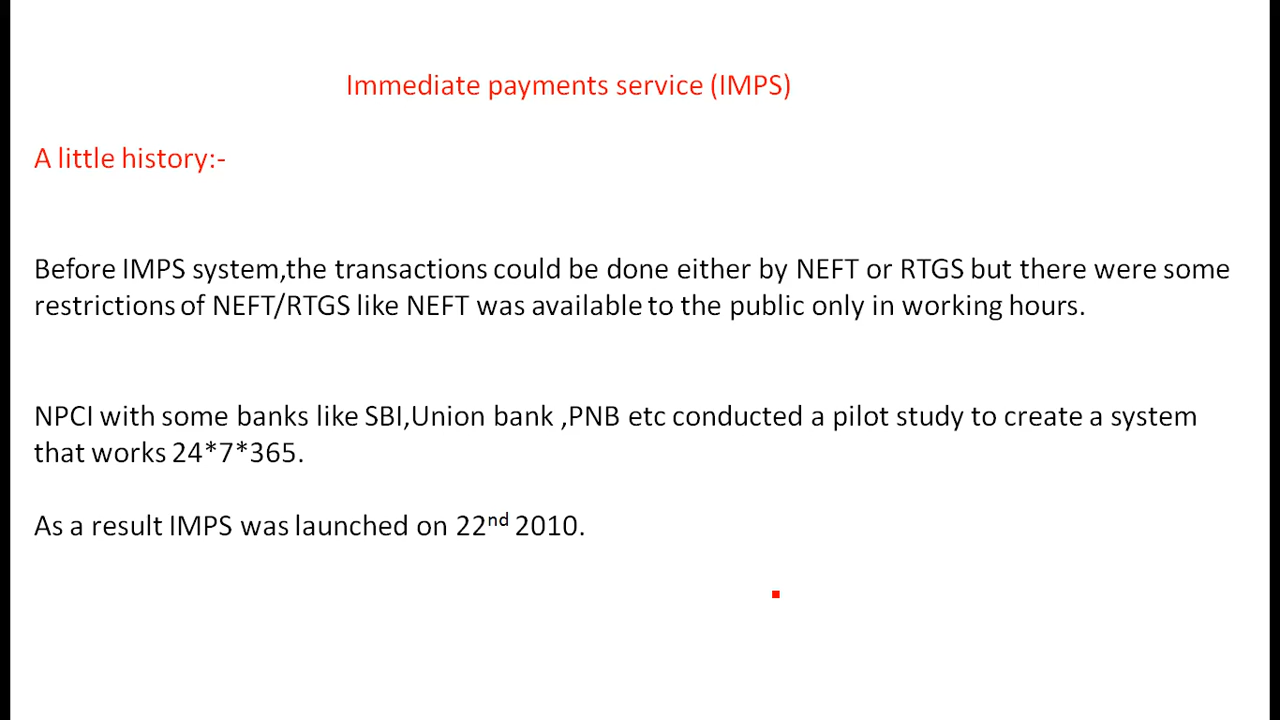 Immediate payments service (IMPS)
A little history:-
Before IMPS system,the transactions could be done either by NEFT or RTGS but there were some
restrictions of NEFT/RTGS like NEFT was available to the public only in working hours.
NPCI with some banks like SBI,Union bank ,PNB etc conducted a pilot study to create a system
that works 24*7*365.
As a result IMPS was launched on 22nd 2010.